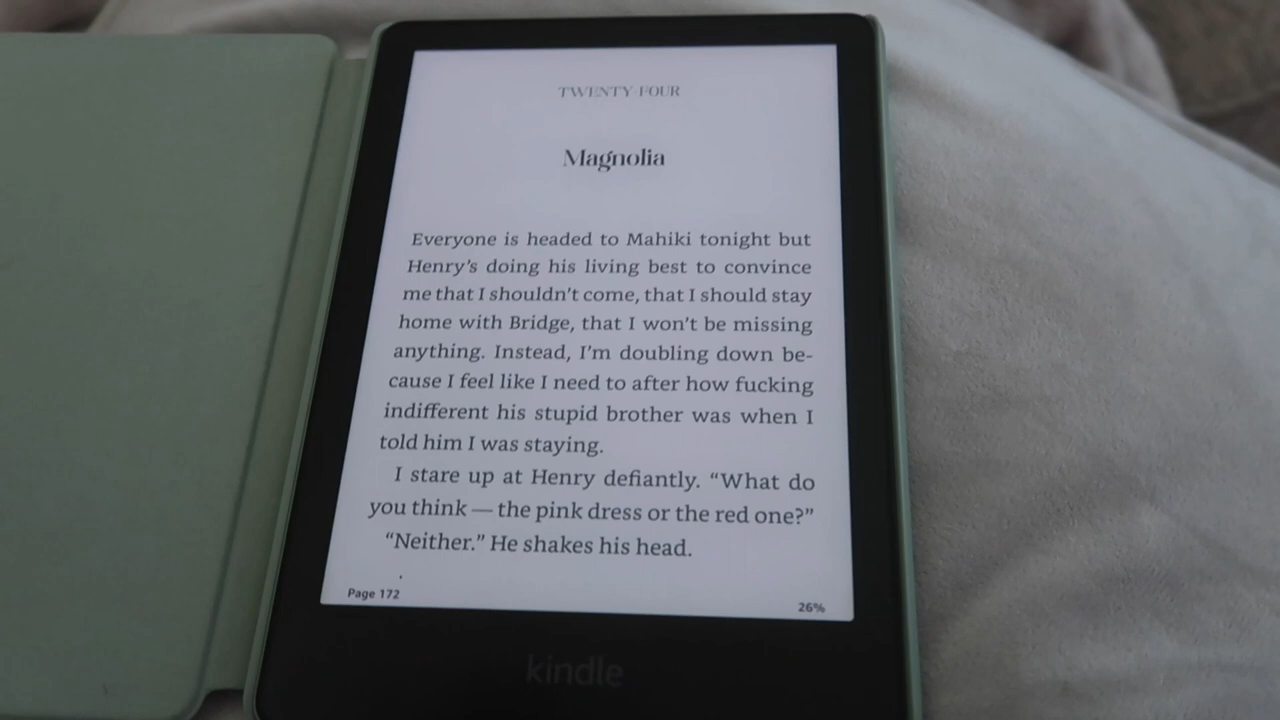 TWENTY-FOUR
Magnolia
Everyone is headed to Mahiki tonight but
Henry's doing his living best to convince
me that I shouldn't come, that I should stay
home with Bridge, that I won't be missing
anything. Instead, I'm doubling down be-
cause I feel like I need to after how fucking
indifferent his stupid brother was when I
told him I was staying.
I stare up at Henry defiantly. “What do
you think — the pink dress or the red one?”
“Neither.” He shakes his head.
Page 172
26%
kindle